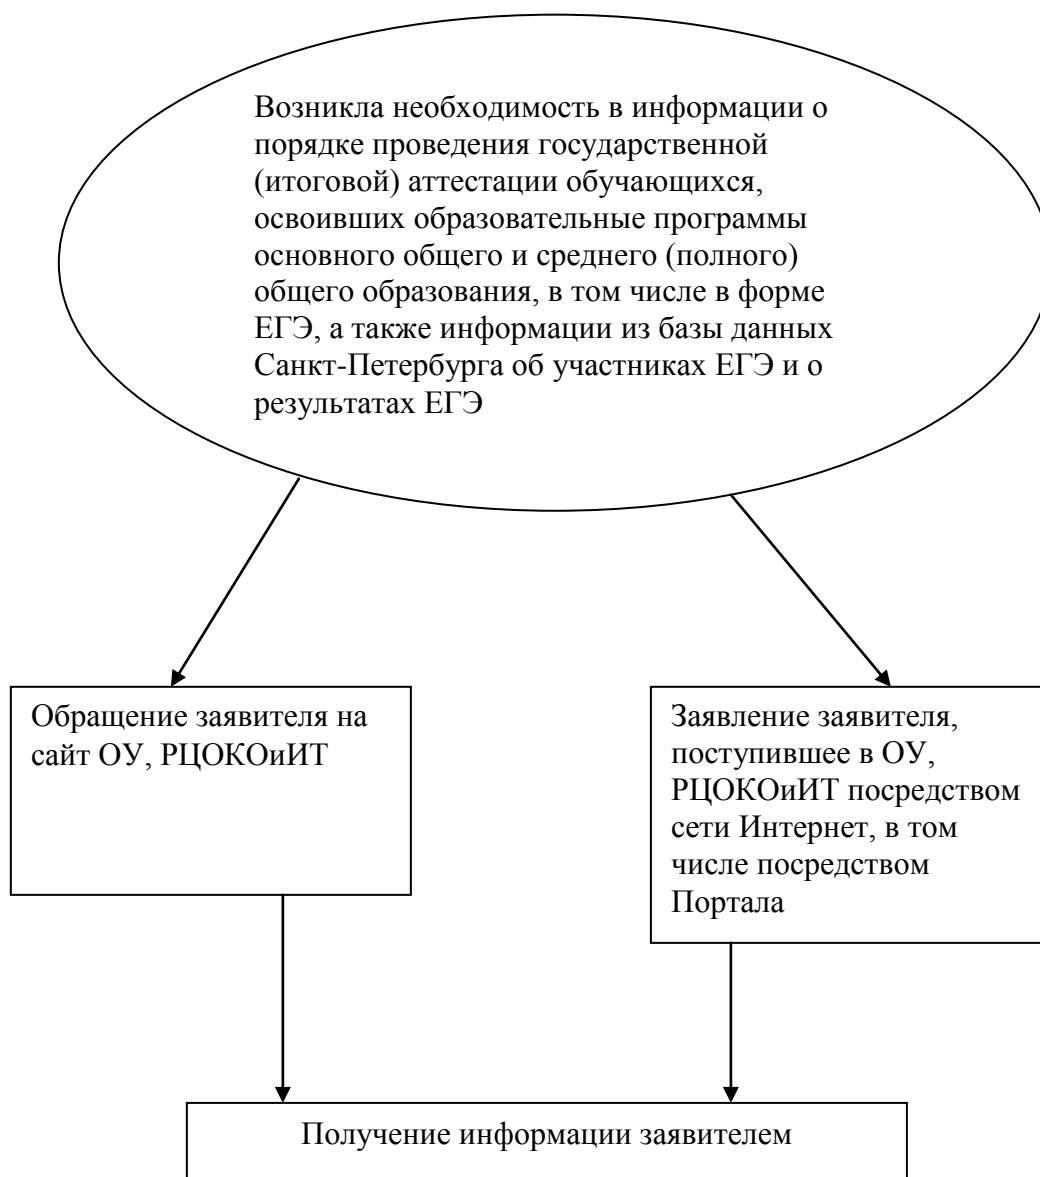 Возникла необходимость в информации о
порядке проведения государственной
(итоговой) аттестации обучающихся,
освоивших образовательные программы
основного общего и среднего (полного)
общего образования, в том числе в форме
ЕГЭ, а также информации из базы данных
Санкт-Петербурга об участниках ЕГЭ и о
результатах ЕГЭ
Обращение заявителя на
сайт ОУ, РЦОКОиИТ
Заявление заявителя,
поступившее в ОУ,
РЦОКОиИТ посредством
сети Интернет, в том
числе посредством
Портала
Получение информации заявителем